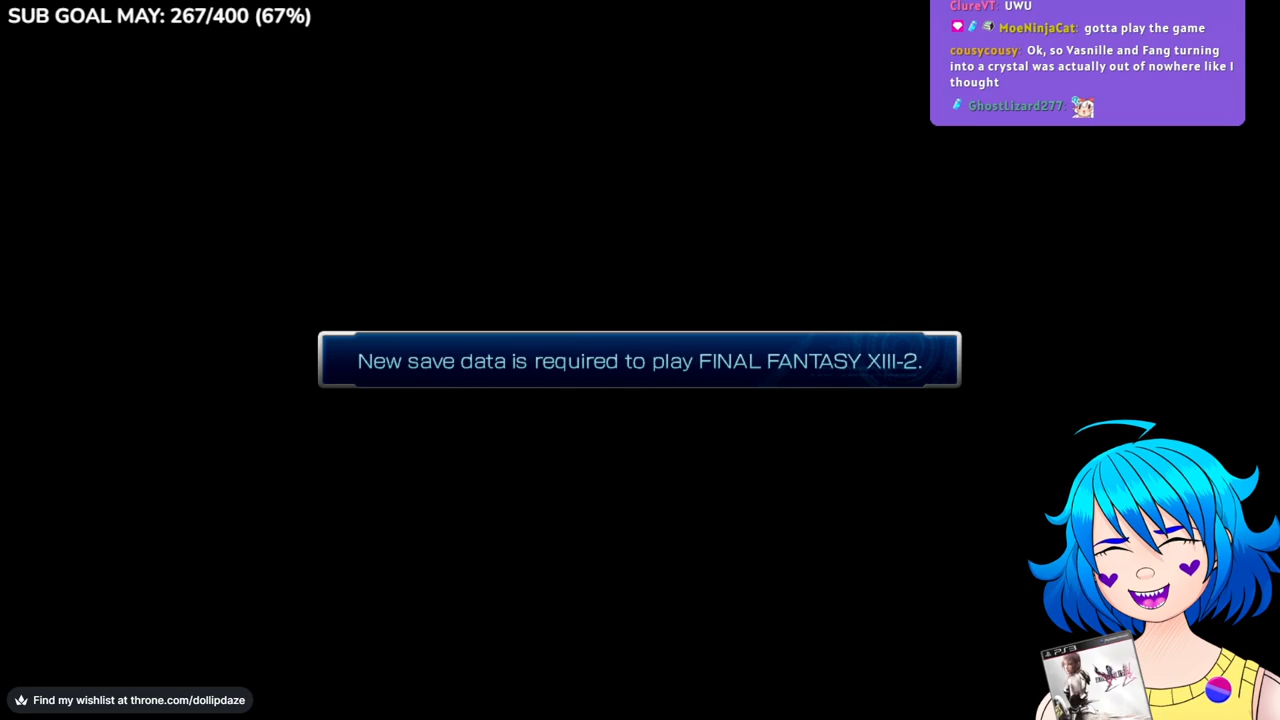 SUB GOAL MAY: 267/400 (67%)
ClureVT: UWU
MoeNinjaCat: gotta play the game
cousycousy: Ok, so Vasnille and Fang turning
into a crystal was actually out of nowhere like I
thought
GhostLizard277:
New save data is required to play FINAL FANTASY XIII-2.
PS3
Find my wishlist at throne.com/dollipdaze